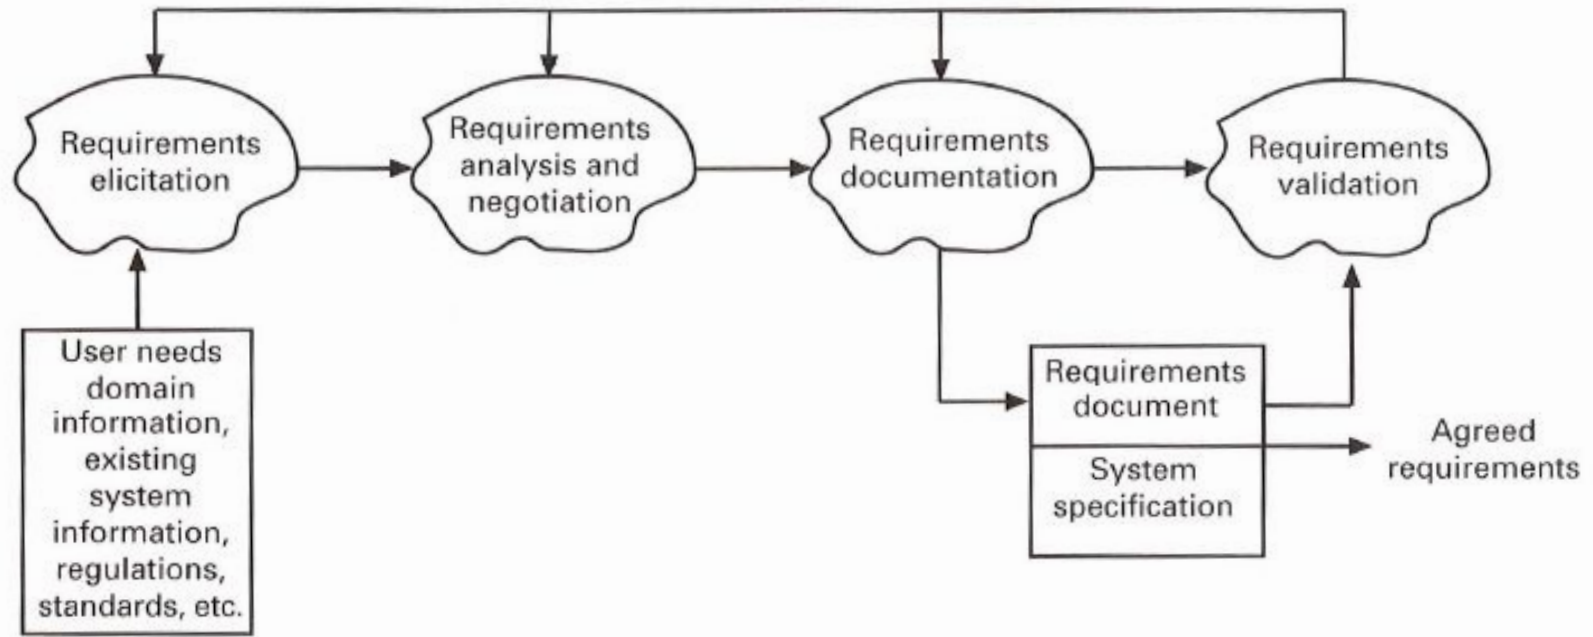 Requirements
elicitation
Requirements
analysis and
negotiation
Requirements
documentation
Requirements
validation
User needs
domain
information,
existing
system
information,
regulations,
standards, etc.
Requirements
document
System
specification
Agreed
requirements